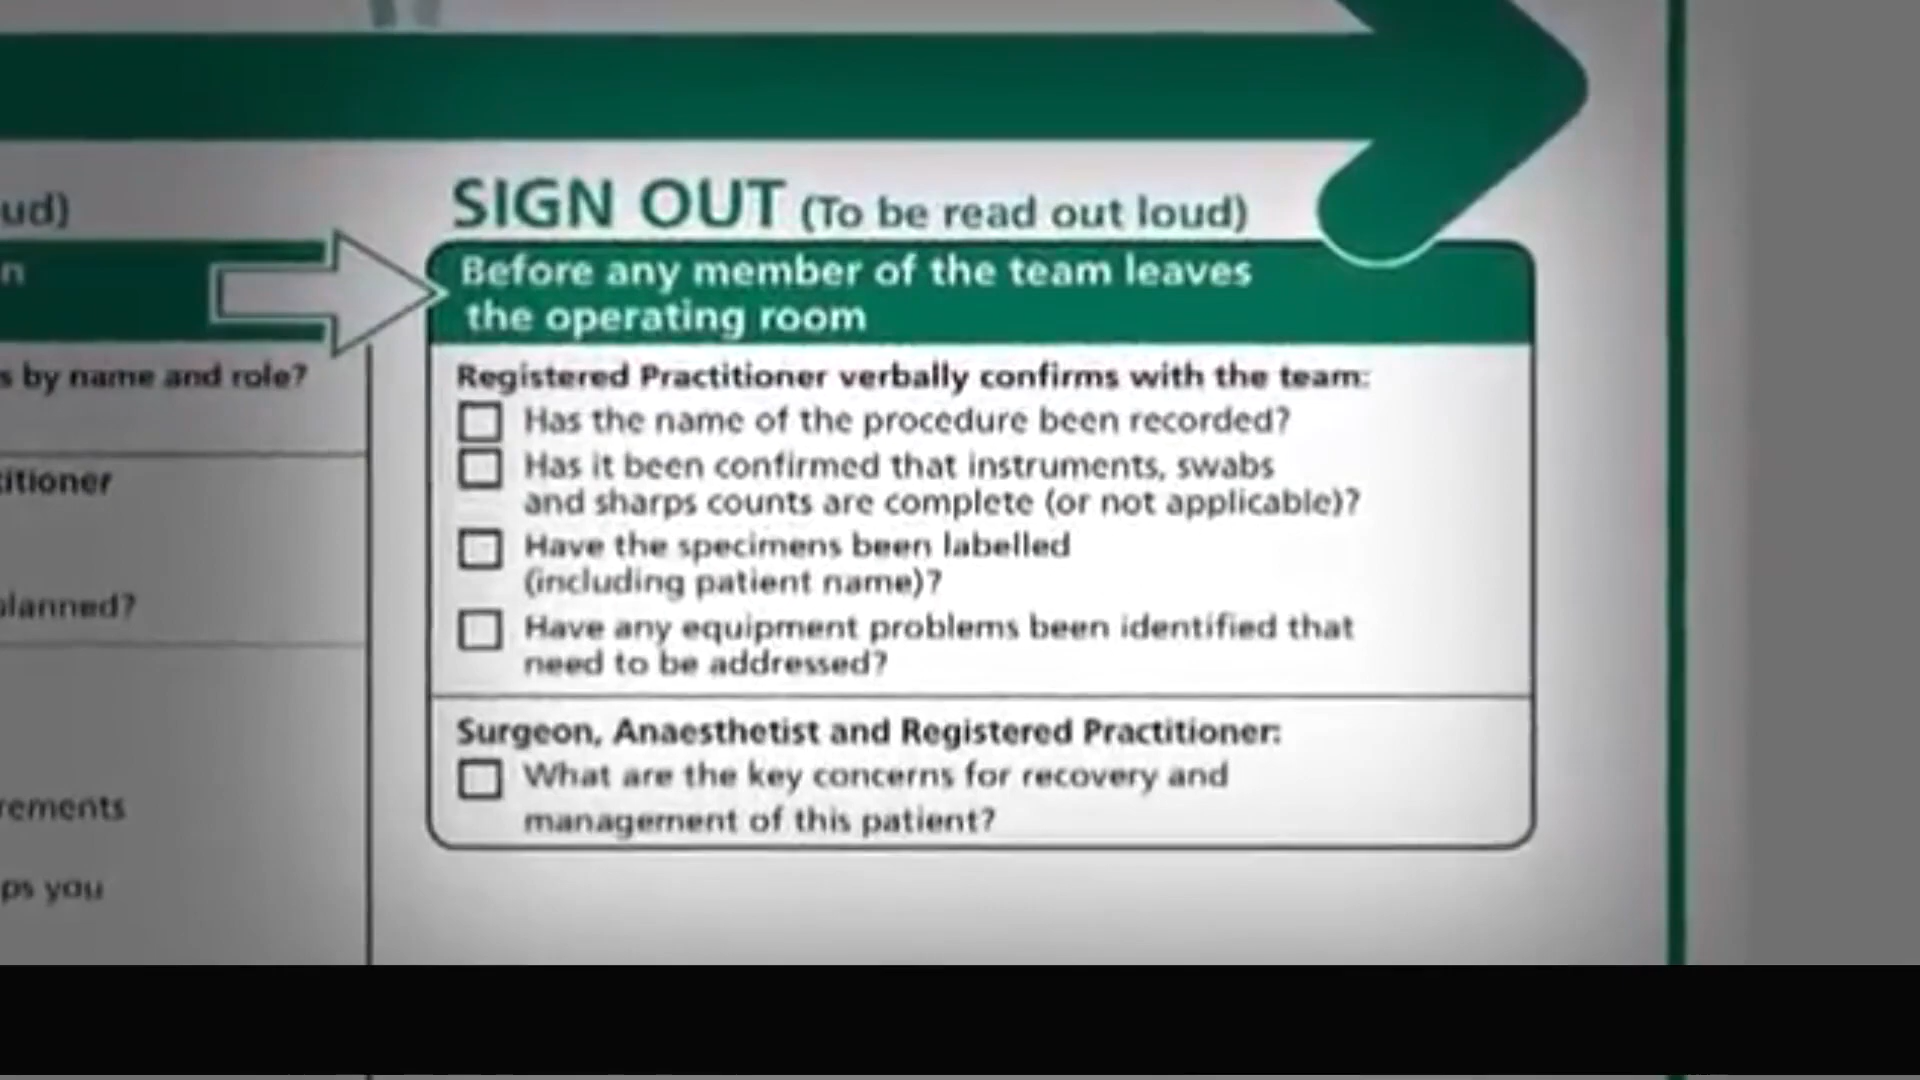 ud)
n
s by name and role?
itioner
planned?
rements
ps you
SIGN OUT (To be read out loud)
Before any member of the team leaves
the operating room
Registered Practitioner verbally confirms with the team:
Has the name of the procedure been recorded?
Has it been confirmed that instruments, swabs
and sharps counts are complete (or not applicable)?
Have the specimens been labelled
(including patient name)?
Have any equipment problems been identified that
need to be addressed?
Surgeon, Anaesthetist and Registered Practitioner:
What are the key concerns for recovery and
management of this patient?